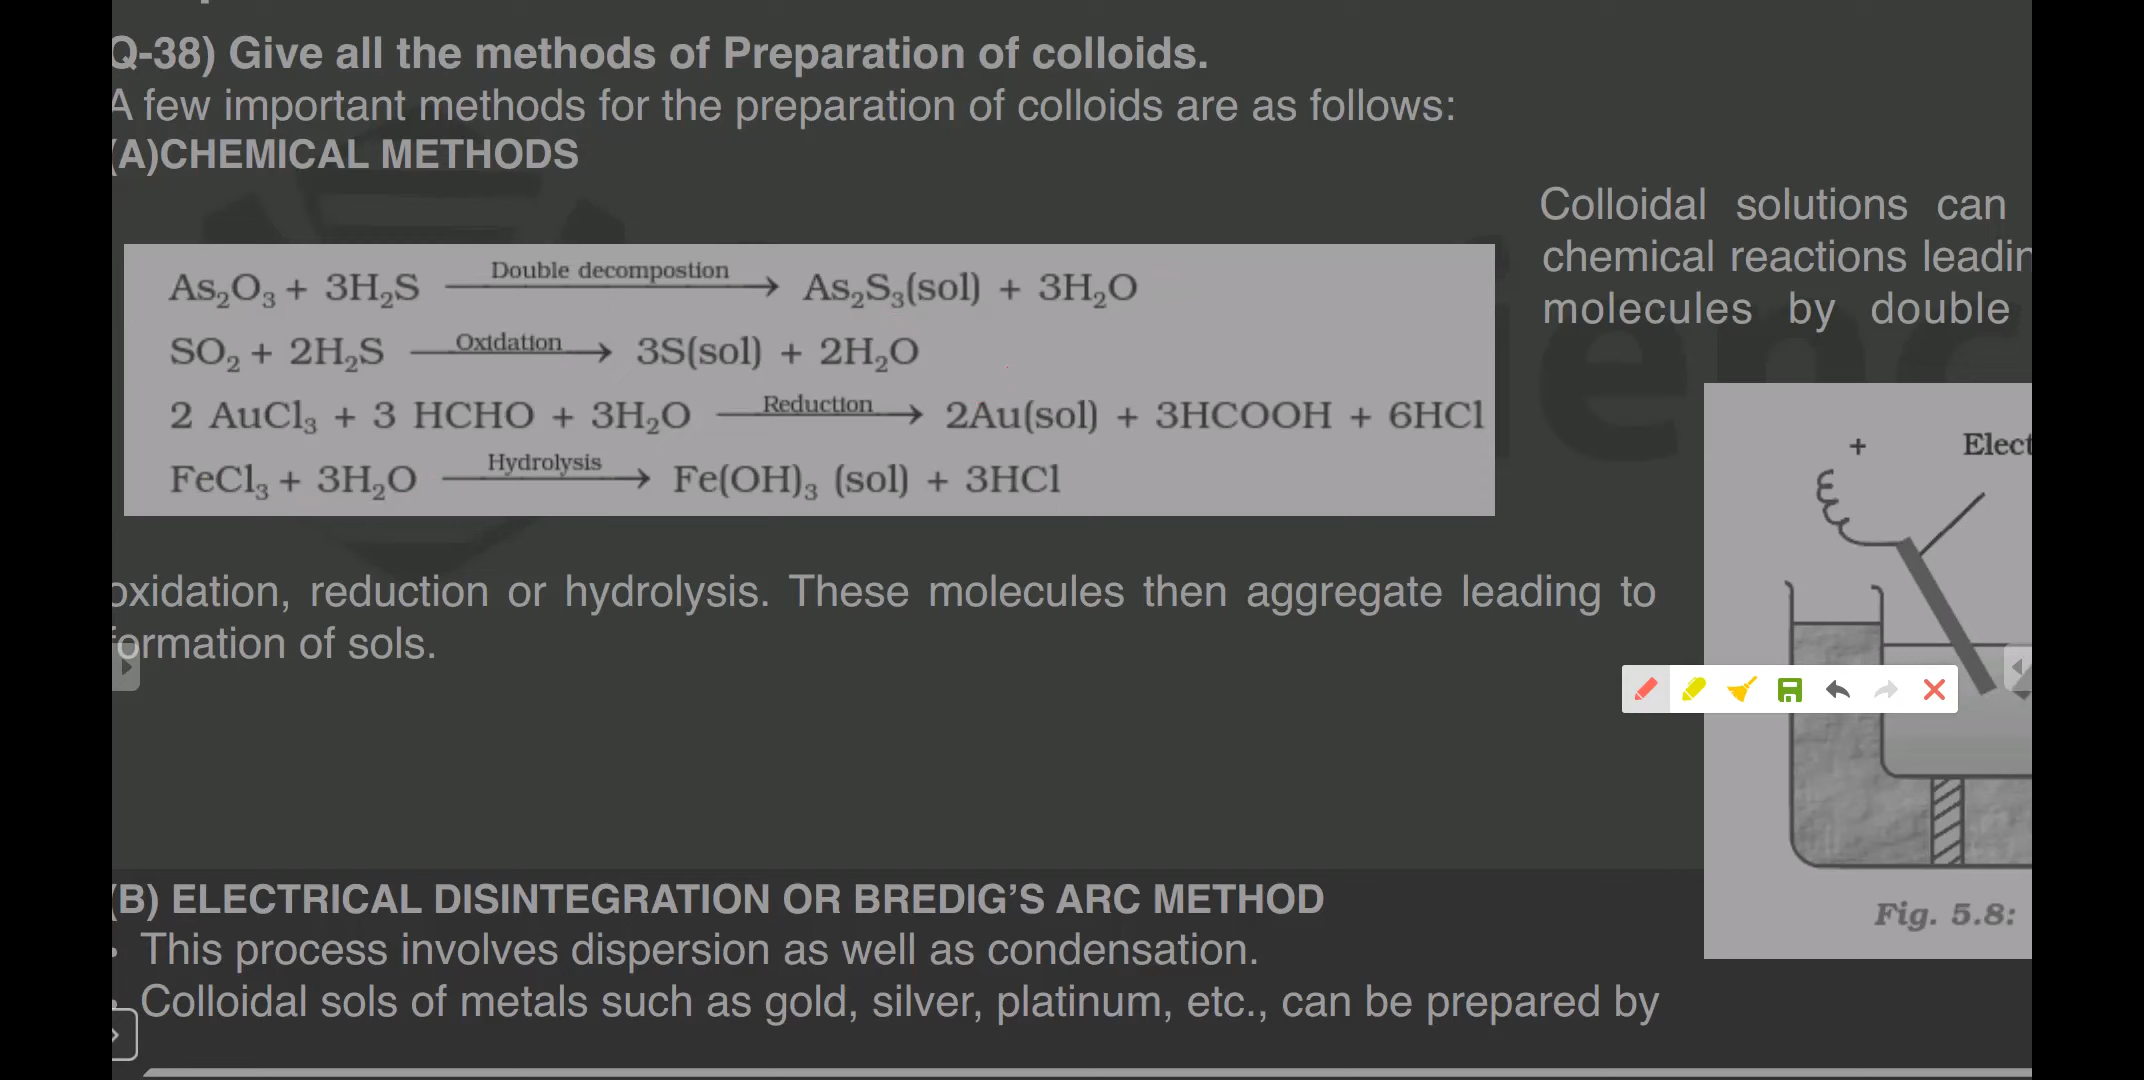 Q-38) Give all the methods of Preparation of colloids.
A few important methods for the preparation of colloids are as follows:
(A)CHEMICAL METHODS
Colloidal solutions can
chemical reactions leadin
molecules by double
As₂O₃ + 3H₂S Double decompostion → As₂S₃(sol) + 3H₂O
SO₂ + 2H₂S Oxidation → 3S(sol) + 2H₂O
2 AuCl₃ + 3 HCHO + 3H₂O Reduction → 2Au(sol) + 3HCOOH + 6HCl
FeCl₃ + 3H₂O Hydrolysis → Fe(OH)₃ (sol) + 3HCl
+ Elect
oxidation, reduction or hydrolysis. These molecules then aggregate leading to
formation of sols.
Fig. 5.8:
(B) ELECTRICAL DISINTEGRATION OR BREDIG'S ARC METHOD
• This process involves dispersion as well as condensation.
• Colloidal sols of metals such as gold, silver, platinum, etc., can be prepared by